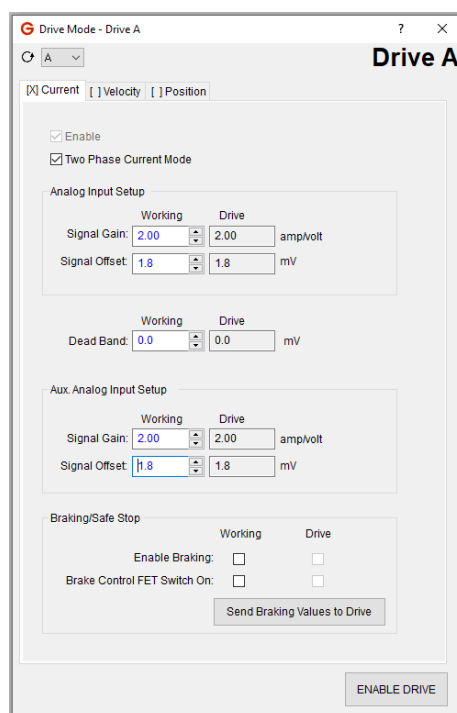 G Drive Mode - Drive A ? ×
A Drive A
[X] Current [ ] Velocity [ ] Position
Enable
Two Phase Current Mode
Analog Input Setup
Working Drive
Signal Gain: 2.00 2.00 amp/volt
Signal Offset: 1.8 1.8 mV
Working Drive
Dead Band: 0.0 0.0 mV
Aux. Analog Input Setup
Working Drive
Signal Gain: 2.00 2.00 amp/volt
Signal Offset: 1.8 1.8 mV
Braking/Safe Stop
Working Drive
Enable Braking:
Brake Control FET Switch On:
Send Braking Values to Drive
ENABLE DRIVE